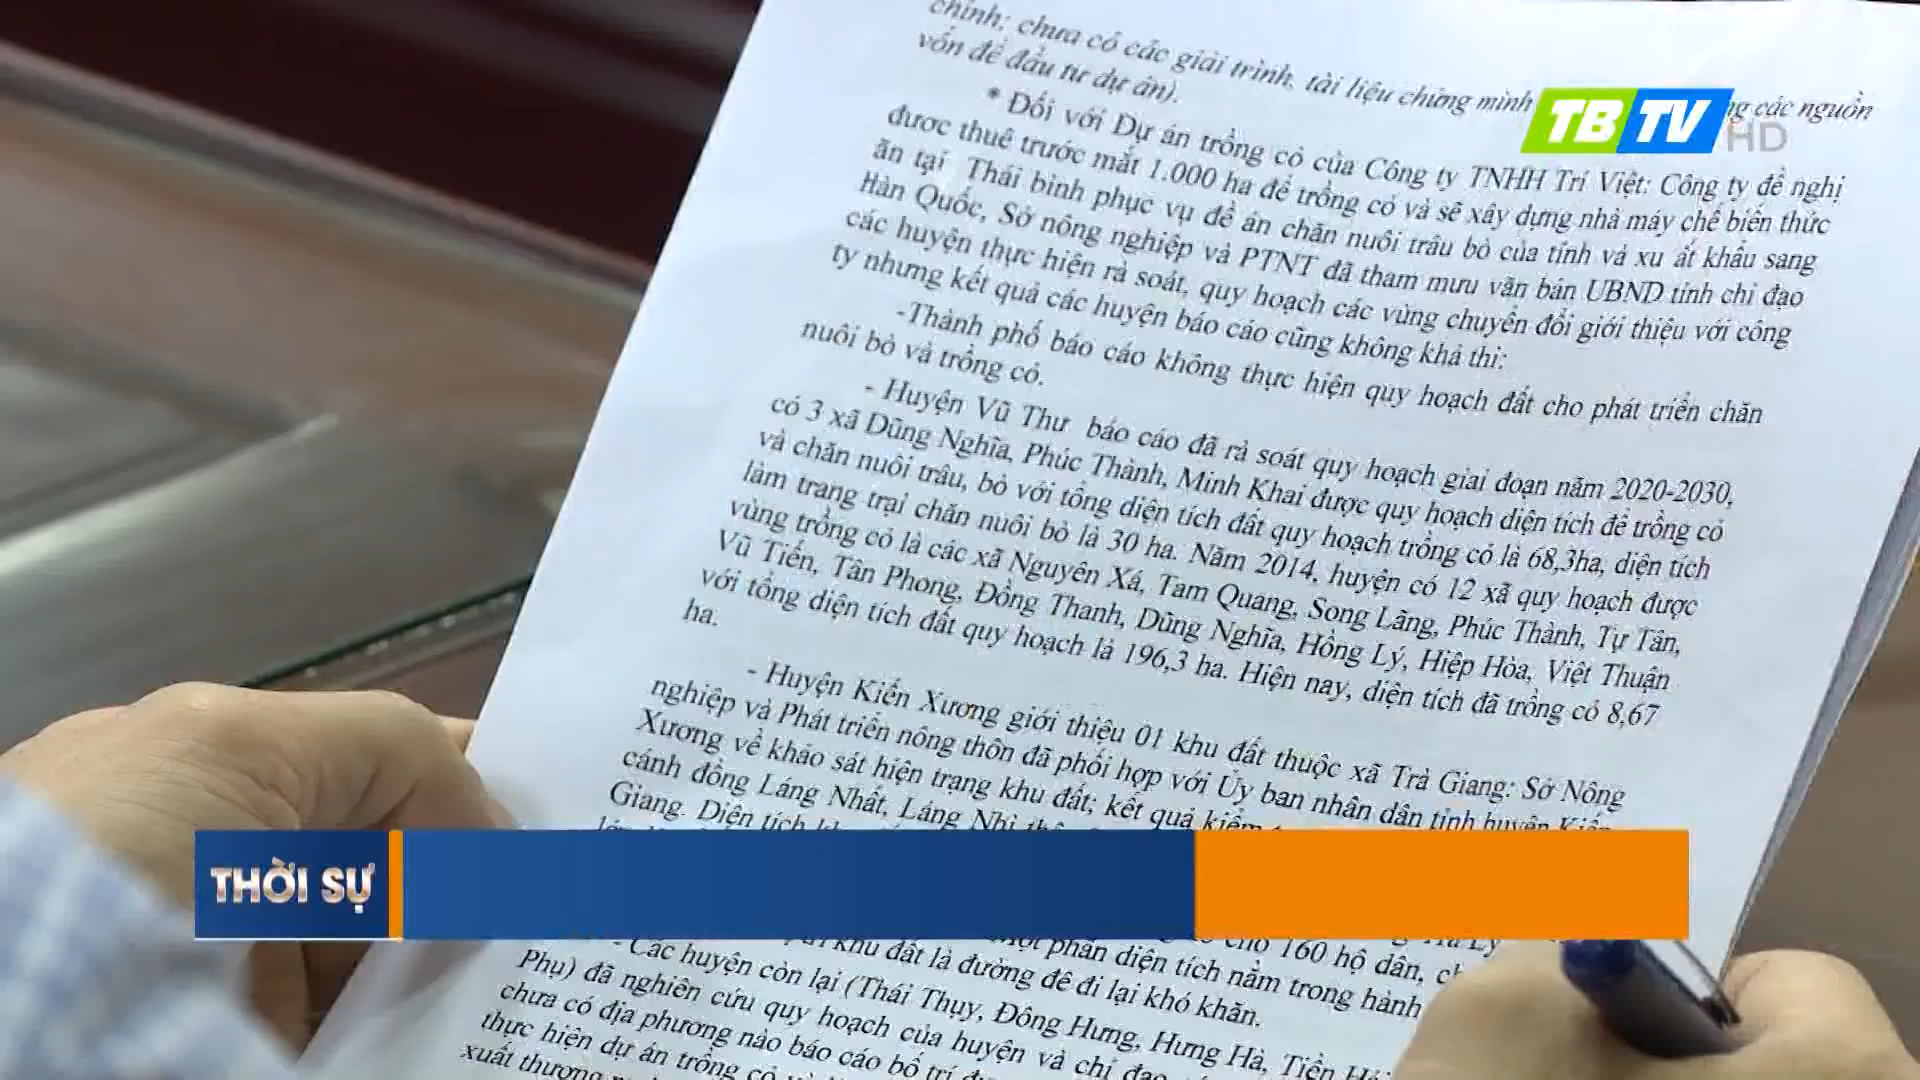 chính; chưa có các giải trình, tài liệu chứng minh ng các nguồn
vốn để đầu tư dự án).
* Đối với Dự án trồng cỏ của Công ty TNHH Trí Việt: Công ty đề nghị
được thuê trước mắt 1.000 ha để trồng cỏ và sẽ xây dựng nhà máy chế biến thức
ăn tại Thái bình phục vụ đề án chăn nuôi trâu bò của tỉnh và xu ất khẩu sang
Hàn Quốc, Sở nông nghiệp và PTNT đã tham mưu văn bản UBND tỉnh chỉ đạo
các huyện thực hiện rà soát, quy hoạch các vùng chuyển đổi giới thiệu với công
ty nhưng kết quả các huyện báo cáo cũng không khả thi:
-Thành phố báo cáo không thực hiện quy hoạch đất cho phát triển chăn
nuôi bò và trồng cỏ.
- Huyện Vũ Thư báo cáo đã rà soát quy hoạch giai đoạn năm 2020-2030,
có 3 xã Dũng Nghĩa, Phúc Thành, Minh Khai được quy hoạch diện tích để trồng cỏ
và chăn nuôi trâu, bò với tổng diện tích đất quy hoạch trồng cỏ là 68,3ha, diện tích
làm trang trại chăn nuôi bò là 30 ha. Năm 2014, huyện có 12 xã quy hoạch được
vùng trồng cỏ là các xã Nguyên Xá, Tam Quang, Song Lãng, Phúc Thành, Tự Tân,
Vũ Tiến, Tân Phong, Đồng Thanh, Dũng Nghĩa, Hồng Lý, Hiệp Hòa, Việt Thuận
với tổng diện tích đất quy hoạch là 196,3 ha. Hiện nay, diện tích đã trồng cỏ 8,67
ha.
- Huyện Kiến Xương giới thiệu 01 khu đất thuộc xã Trà Giang: Sở Nông
nghiệp và Phát triển nông thôn đã phối hợp với Ủy ban nhân dân tỉnh huyện Kiến
Xương về khảo sát hiện trạng khu đất; kết quả kiểm
cánh đồng Láng Nhất, Láng Nhì
Giang. Diện tích
cho 160 hộ dân,
khu đất là đường đê đi lại khó khăn. một phần diện tích nằm trong hành
- Các huyện còn lại (Thái Thụy, Đông Hưng, Hưng Hà, Tiền
Phụ) đã nghiên cứu quy hoạch của huyện và chỉ đạo
chưa có địa phương nào báo cáo bố trí
thực hiện dự án trồng cỏ
xuất
TBTV HD
THỜI SỰ